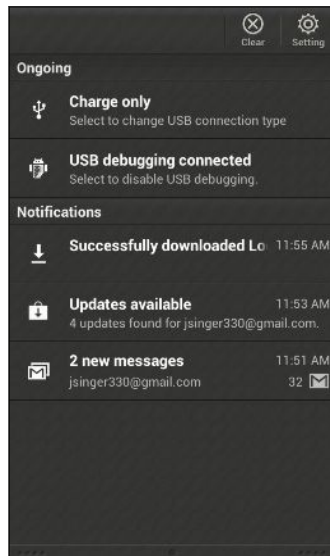 Clear Setting
Ongoing
Charge only
Select to change USB connection type
USB debugging connected
Select to disable USB debugging.
Notifications
Successfully downloaded Lo 11:55 AM
Updates available 11:53 AM
4 updates found for jsinger330@gmail.com.
2 new messages 11:51 AM
jsinger330@gmail.com 32